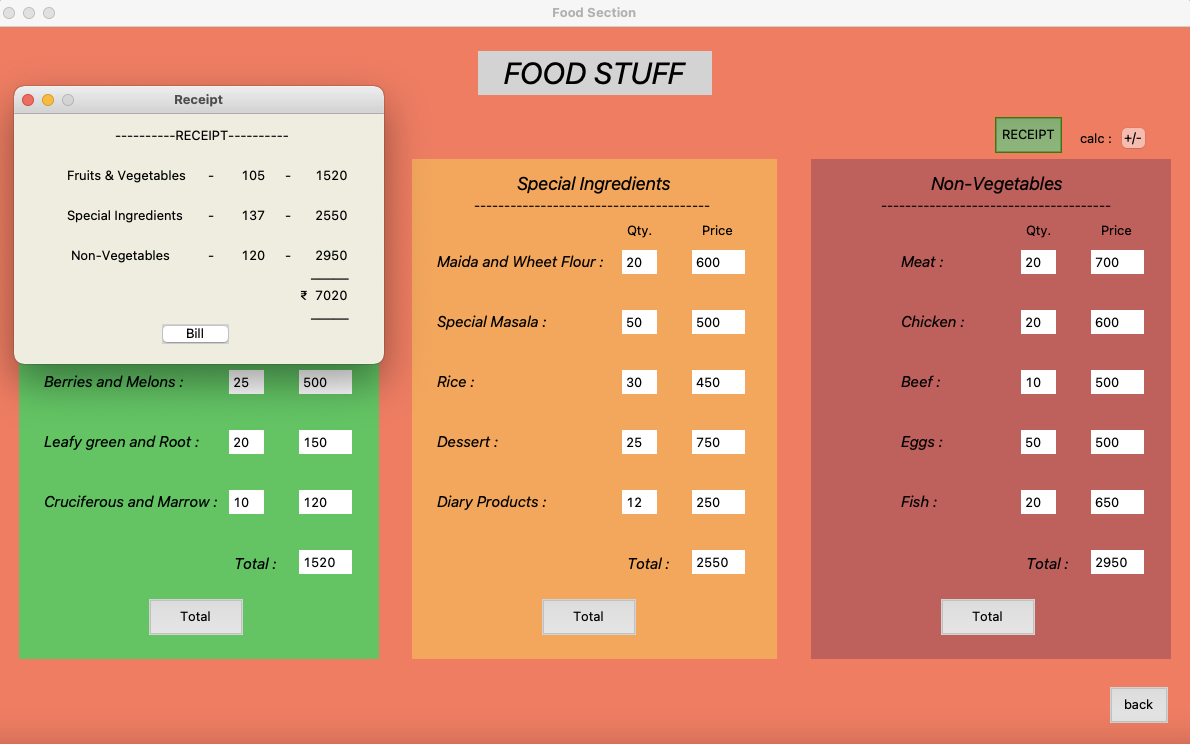 Food Section
FOOD STUFF
Receipt
----------RECEIPT----------
Fruits & Vegetables - 105 - 1520
Special Ingredients - 137 - 2550
Non-Vegetables - 120 - 2950
₹ 7020
Bill
RECEIPT calc : +/-
Berries and Melons : 25 500
Leafy green and Root : 20 150
Cruciferous and Marrow : 10 120
Total : 1520
Total
Special Ingredients
---------------------------------------
Qty. Price
Maida and Wheet Flour : 20 600
Special Masala : 50 500
Rice : 30 450
Dessert : 25 750
Diary Products : 12 250
Total : 2550
Total
Non-Vegetables
--------------------------------------
Qty. Price
Meat : 20 700
Chicken : 20 600
Beef : 10 500
Eggs : 50 500
Fish : 20 650
Total : 2950
Total
back